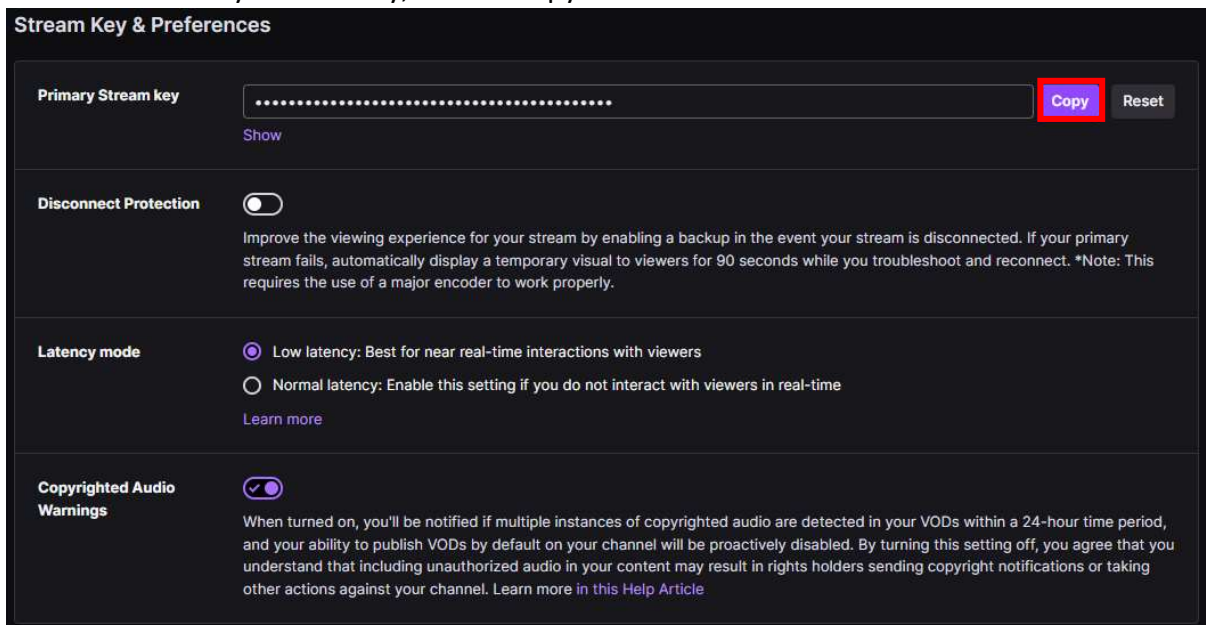 Stream Key & Preferences
Primary Stream key
••••••••••••••••••••••••••••••••••••••••••••
Copy
Reset
Show
Disconnect Protection
Improve the viewing experience for your stream by enabling a backup in the event your stream is disconnected. If your primary
stream fails, automatically display a temporary visual to viewers for 90 seconds while you troubleshoot and reconnect. *Note: This
requires the use of a major encoder to work properly.
Latency mode
Low latency: Best for near real-time interactions with viewers
Normal latency: Enable this setting if you do not interact with viewers in real-time
Learn more
Copyrighted Audio
Warnings
When turned on, you'll be notified if multiple instances of copyrighted audio are detected in your VODs within a 24-hour time period,
and your ability to publish VODs by default on your channel will be proactively disabled. By turning this setting off, you agree that you
understand that including unauthorized audio in your content may result in rights holders sending copyright notifications or taking
other actions against your channel. Learn more in this Help Article